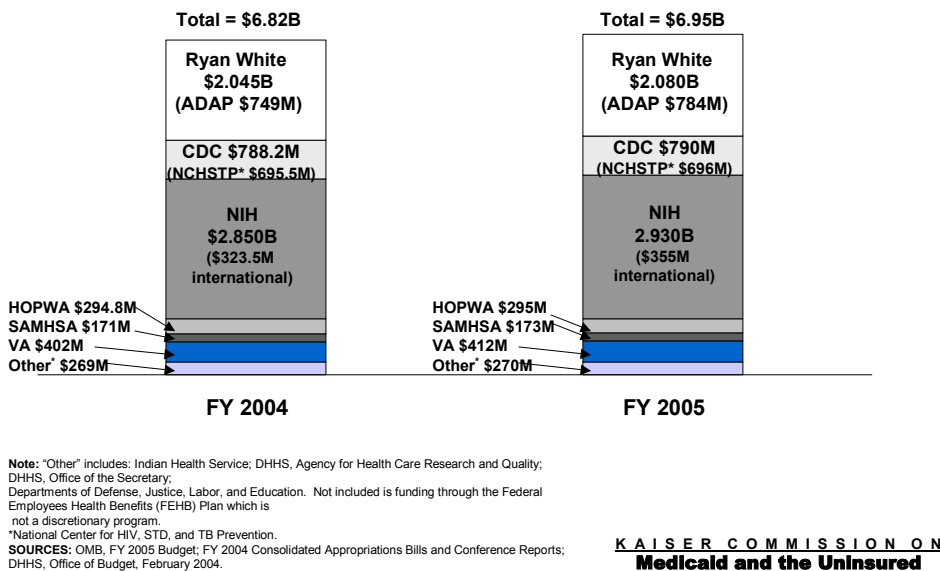 Total = $6.82B
Ryan White
$2.045B
(ADAP $749M)
CDC $788.2M
(NCHSTP* $695.5M)
NIH
$2.850B
($323.5M
international)
HOPWA $294.8M
SAMHSA $171M
VA $402M
Other* $269M
FY 2004
Total = $6.95B
Ryan White
$2.080B
(ADAP $784M)
CDC $790M
(NCHSTP* $696M)
NIH
2.930B
($355M
international)
HOPWA $295M
SAMHSA $173M
VA $412M
Other* $270M
FY 2005
Note: “Other” includes: Indian Health Service; DHHS, Agency for Health Care Research and Quality;
DHHS, Office of the Secretary;
Departments of Defense, Justice, Labor, and Education. Not included is funding through the Federal
Employees Health Benefits (FEHB) Plan which is
not a discretionary program.
*National Center for HIV, STD, and TB Prevention.
SOURCES: OMB, FY 2005 Budget; FY 2004 Consolidated Appropriations Bills and Conference Reports;
DHHS, Office of Budget, February 2004.
KAISER COMMISSION ON
Medicaid and the Uninsured